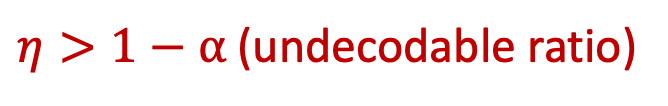 η > 1 − α (undecodable ratio)